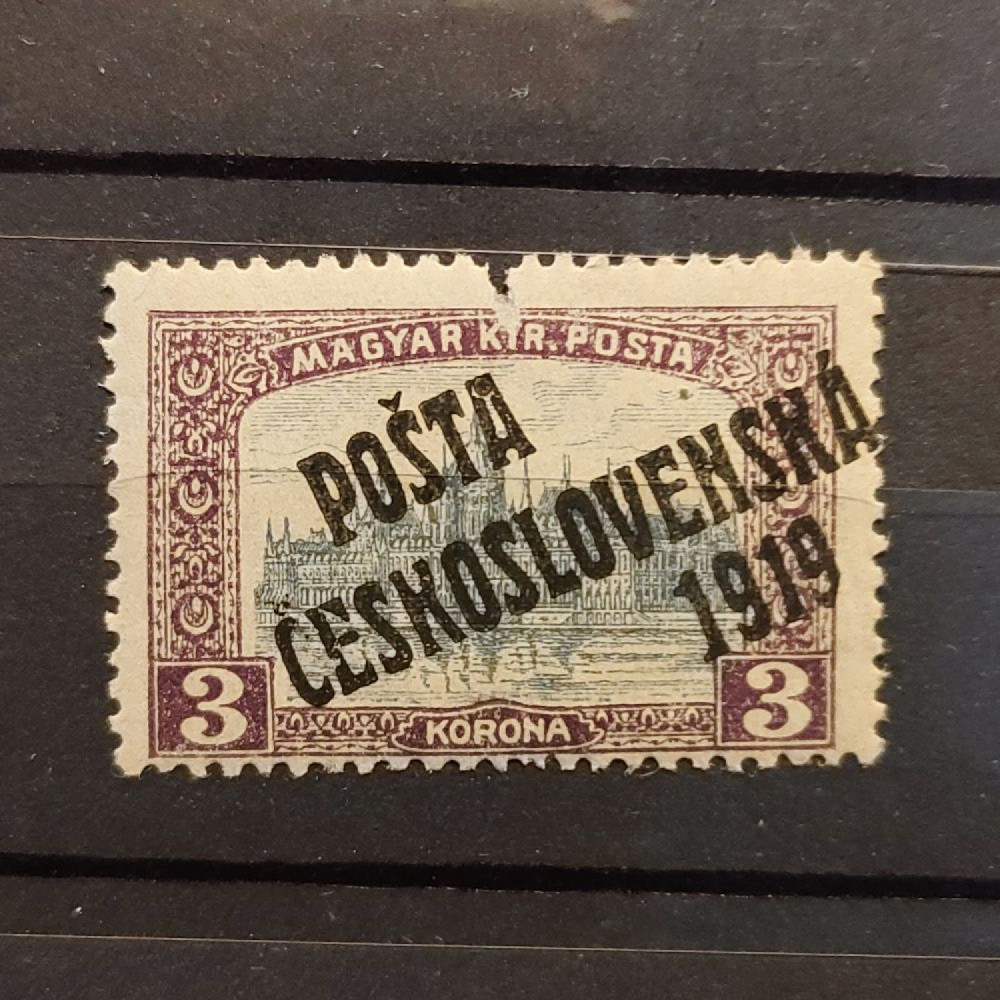 MAGYAR KIR. POSTA
POŠTA
ČESKOSLOVENSKÁ
1919
3 KORONA 3